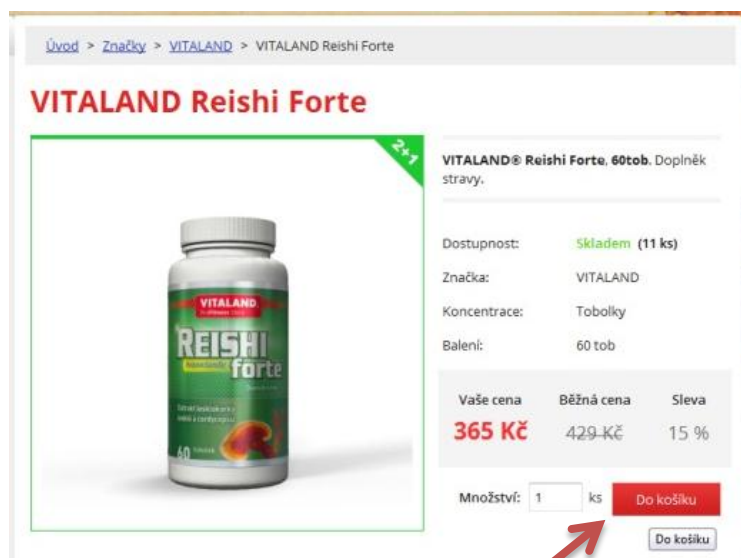 Úvod > Značky > VITALAND > VITALAND Reishi Forte
VITALAND Reishi Forte
2+1
VITALAND® Reishi Forte, 60tob. Doplněk
stravy.
Dostupnost: Skladem (11 ks)
Značka: VITALAND
Koncentrace: Tobolky
Balení: 60 tob
VITALAND
REISHI
forte
60
Vaše cena Běžná cena Sleva
365 Kč 429 Kč 15 %
Množství: 1 ks Do košíku
Do košíku